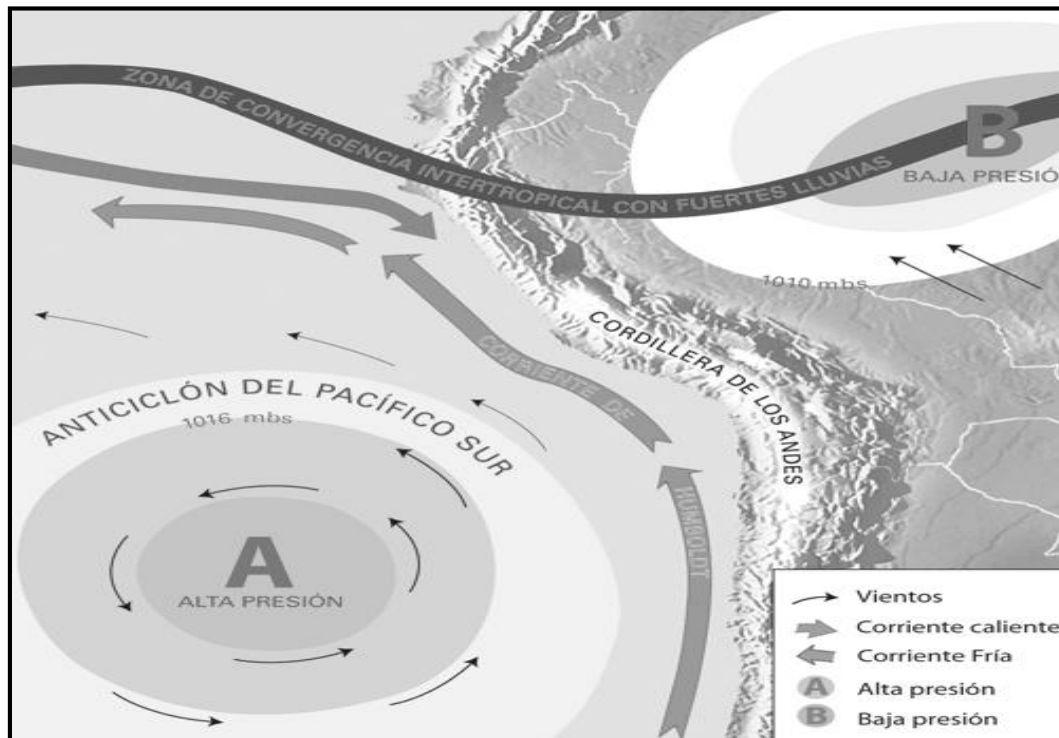 ZONA DE CONVERGENCIA INTERTROPICAL CON FUERTES LLUVIAS
B
BAJA PRESIÓ
1010 mbs
CORDILLERA DE LOS ANDES
CORRIENTE DE
HUMBOLDT
ANTICICLÓN DEL PACÍFICO SUR
1016 mbs
A
ALTA PRESIÓN
Vientos
Corriente caliente
Corriente Fría
A Alta presión
B Baja presión